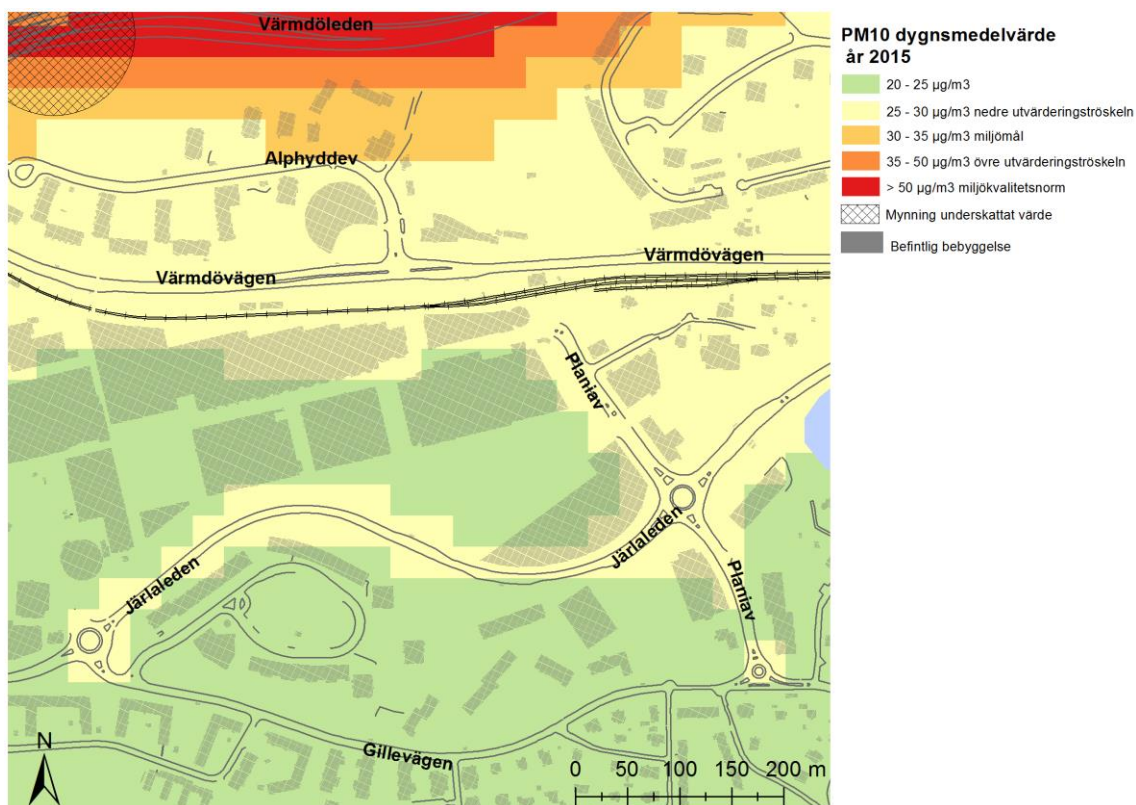 Värmdöleden
Alphyddev
Värmdövägen
Värmdövägen
Planiav
Järlaleden
Järlaleden
Planiav
Gillevägen
N
0 50 100 150 200 m
PM10 dygnsmedelvärde
år 2015
20 - 25 µg/m3
25 - 30 µg/m3 nedre utvärderingströskeln
30 - 35 µg/m3 miljömål
35 - 50 µg/m3 övre utvärderingströskeln
> 50 µg/m3 miljökvalitetsnorm
Mynning underskattat värde
Befintlig bebyggelse